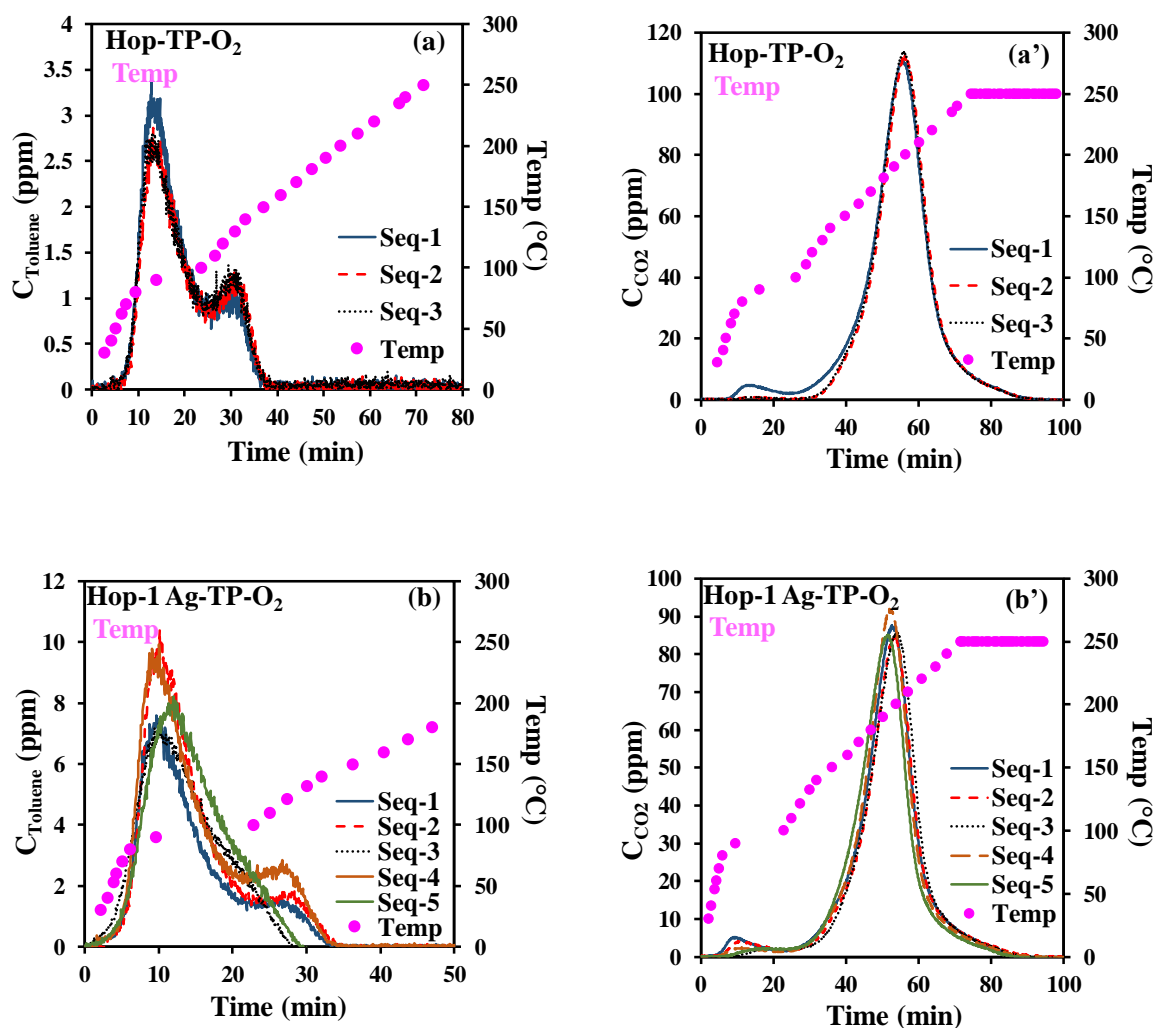 Hop-TP-O2
(a)
Temp
4
3.5
3
2.5
2
1.5
1
0.5
0
300
250
200
150
100
50
0
C Toluene (ppm)
Temp (°C)
Seq-1
Seq-2
Seq-3
Temp
0 10 20 30 40 50 60 70 80
Time (min)
Hop-TP-O2
(a')
Temp
120
100
80
60
40
20
0
300
250
200
150
100
50
0
C CO2 (ppm)
Temp (°C)
Seq-1
Seq-2
Seq-3
Temp
0 20 40 60 80 100
Time (min)
Hop-1 Ag-TP-O2
(b)
Temp
12
10
8
6
4
2
0
300
250
200
150
100
50
0
C Toluene (ppm)
Temp (°C)
Seq-1
Seq-2
Seq-3
Seq-4
Seq-5
Temp
0 10 20 30 40 50
Time (min)
Hop-1 Ag-TP-O2
(b')
Temp
100
90
80
70
60
50
40
30
20
10
0
300
250
200
150
100
50
0
C CO2 (ppm)
Temp (°C)
Seq-1
Seq-2
Seq-3
Seq-4
Seq-5
Temp
0 20 40 60 80 100
Time (min)